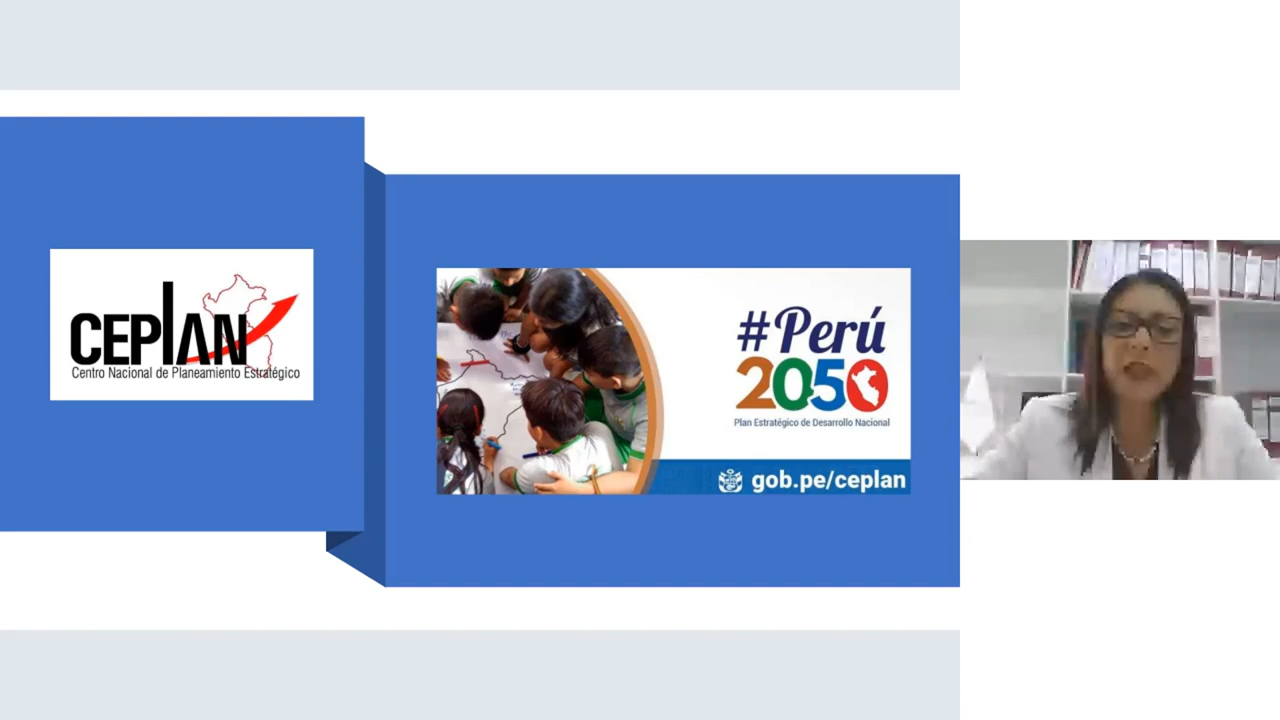 CEPLAN
Centro Nacional de Planeamiento Estratégico
#Perú
2050
Plan Estratégico de Desarrollo Nacional
gob.pe/ceplan